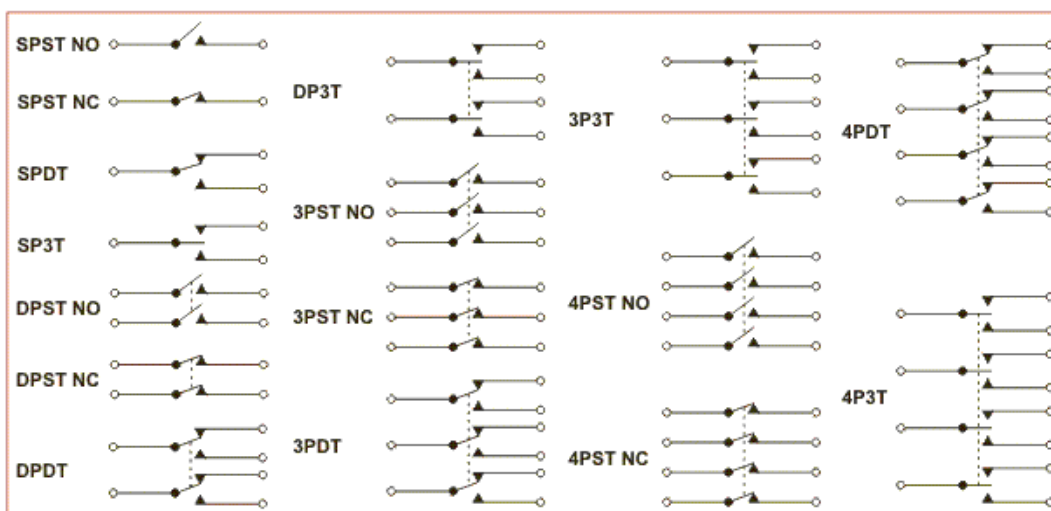 SPST NO
SPST NC
SPDT
SP3T
DPST NO
DPST NC
DPDT
DP3T
3PST NO
3PST NC
3PDT
3P3T
4PST NO
4PST NC
4PDT
4P3T